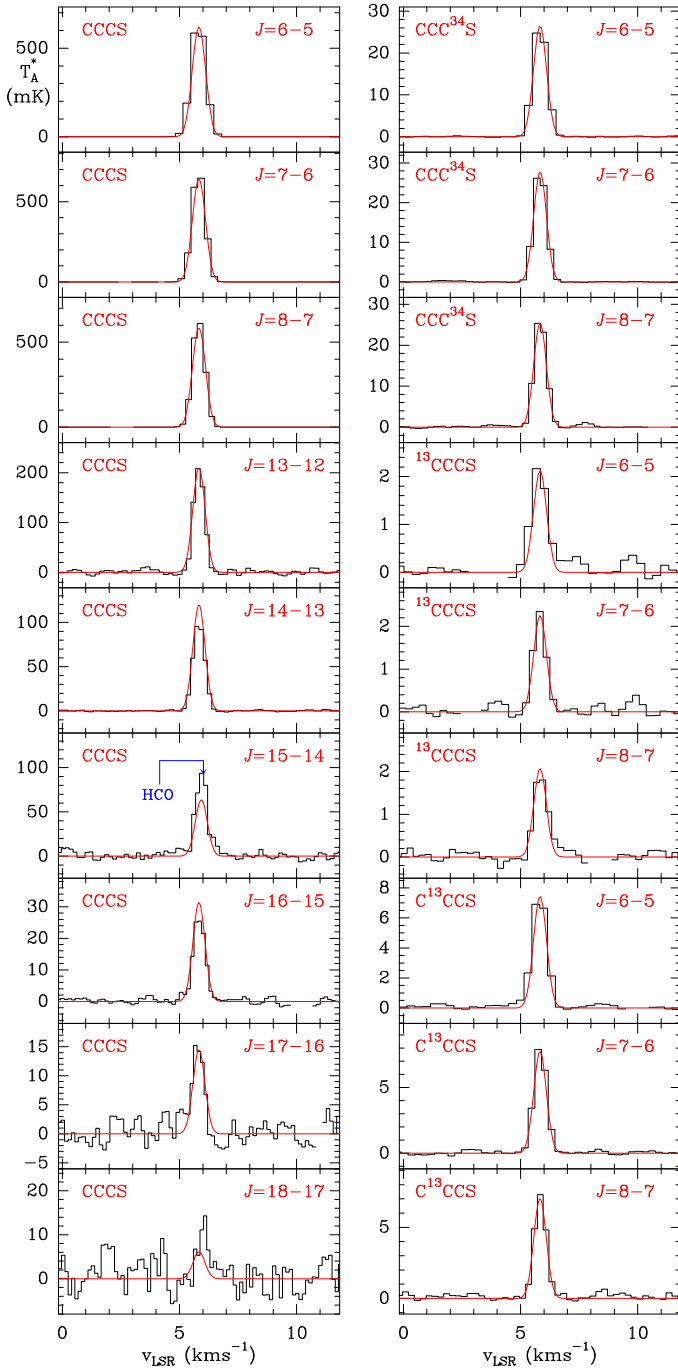 CCCS J=6−5
500
T*A
(mK)
0
CCCS J=7−6
500
0
CCCS J=8−7
500
0
CCCS J=13−12
200
100
0
CCCS J=14−13
100
50
0
CCCS J=15−14
100
50
0
HCO
CCCS J=16−15
30
20
10
0
CCCS J=17−16
15
10
5
0
−5
CCCS J=18−17
20
10
0
0 5 10
vLSR (kms−1)
CCC34S J=6−5
30
20
10
0
CCC34S J=7−6
30
20
10
0
CCC34S J=8−7
30
20
10
0
13CCCS J=6−5
2
1
0
13CCCS J=7−6
2
1
0
13CCCS J=8−7
2
1
0
C13CCS J=6−5
8
6
4
2
0
C13CCS J=7−6
5
0
C13CCS J=8−7
5
0
0 5 10
vLSR (kms−1)